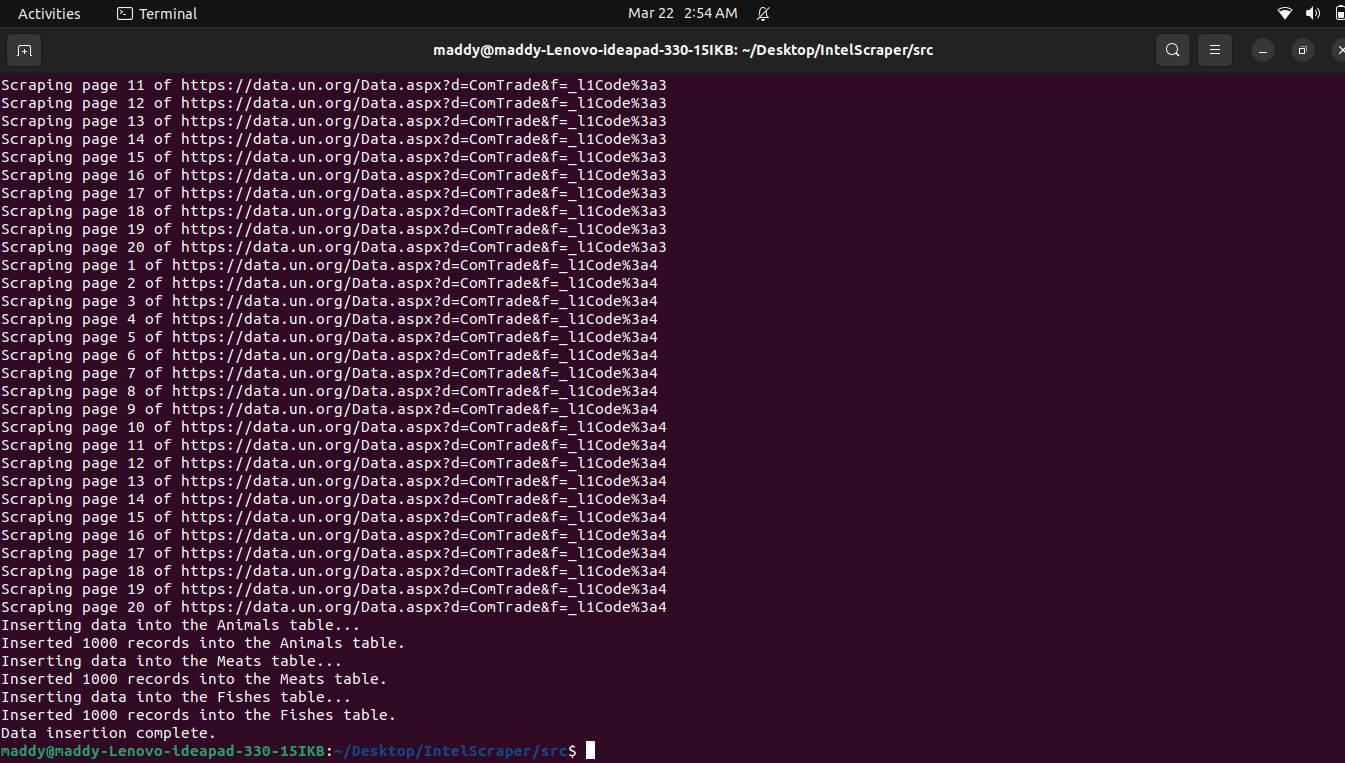 Activities Terminal Mar 22 2:54 AM
maddy@maddy-Lenovo-ideapad-330-15IKB: ~/Desktop/IntelScraper/src
Scraping page 11 of https://data.un.org/Data.aspx?d=ComTrade&f=_l1Code%3a3
Scraping page 12 of https://data.un.org/Data.aspx?d=ComTrade&f=_l1Code%3a3
Scraping page 13 of https://data.un.org/Data.aspx?d=ComTrade&f=_l1Code%3a3
Scraping page 14 of https://data.un.org/Data.aspx?d=ComTrade&f=_l1Code%3a3
Scraping page 15 of https://data.un.org/Data.aspx?d=ComTrade&f=_l1Code%3a3
Scraping page 16 of https://data.un.org/Data.aspx?d=ComTrade&f=_l1Code%3a3
Scraping page 17 of https://data.un.org/Data.aspx?d=ComTrade&f=_l1Code%3a3
Scraping page 18 of https://data.un.org/Data.aspx?d=ComTrade&f=_l1Code%3a3
Scraping page 19 of https://data.un.org/Data.aspx?d=ComTrade&f=_l1Code%3a3
Scraping page 20 of https://data.un.org/Data.aspx?d=ComTrade&f=_l1Code%3a3
Scraping page 1 of https://data.un.org/Data.aspx?d=ComTrade&f=_l1Code%3a4
Scraping page 2 of https://data.un.org/Data.aspx?d=ComTrade&f=_l1Code%3a4
Scraping page 3 of https://data.un.org/Data.aspx?d=ComTrade&f=_l1Code%3a4
Scraping page 4 of https://data.un.org/Data.aspx?d=ComTrade&f=_l1Code%3a4
Scraping page 5 of https://data.un.org/Data.aspx?d=ComTrade&f=_l1Code%3a4
Scraping page 6 of https://data.un.org/Data.aspx?d=ComTrade&f=_l1Code%3a4
Scraping page 7 of https://data.un.org/Data.aspx?d=ComTrade&f=_l1Code%3a4
Scraping page 8 of https://data.un.org/Data.aspx?d=ComTrade&f=_l1Code%3a4
Scraping page 9 of https://data.un.org/Data.aspx?d=ComTrade&f=_l1Code%3a4
Scraping page 10 of https://data.un.org/Data.aspx?d=ComTrade&f=_l1Code%3a4
Scraping page 11 of https://data.un.org/Data.aspx?d=ComTrade&f=_l1Code%3a4
Scraping page 12 of https://data.un.org/Data.aspx?d=ComTrade&f=_l1Code%3a4
Scraping page 13 of https://data.un.org/Data.aspx?d=ComTrade&f=_l1Code%3a4
Scraping page 14 of https://data.un.org/Data.aspx?d=ComTrade&f=_l1Code%3a4
Scraping page 15 of https://data.un.org/Data.aspx?d=ComTrade&f=_l1Code%3a4
Scraping page 16 of https://data.un.org/Data.aspx?d=ComTrade&f=_l1Code%3a4
Scraping page 17 of https://data.un.org/Data.aspx?d=ComTrade&f=_l1Code%3a4
Scraping page 18 of https://data.un.org/Data.aspx?d=ComTrade&f=_l1Code%3a4
Scraping page 19 of https://data.un.org/Data.aspx?d=ComTrade&f=_l1Code%3a4
Scraping page 20 of https://data.un.org/Data.aspx?d=ComTrade&f=_l1Code%3a4
Inserting data into the Animals table...
Inserted 1000 records into the Animals table.
Inserting data into the Meats table...
Inserted 1000 records into the Meats table.
Inserting data into the Fishes table...
Inserted 1000 records into the Fishes table.
Data insertion complete.
maddy@maddy-Lenovo-ideapad-330-15IKB:~/Desktop/IntelScraper/src$